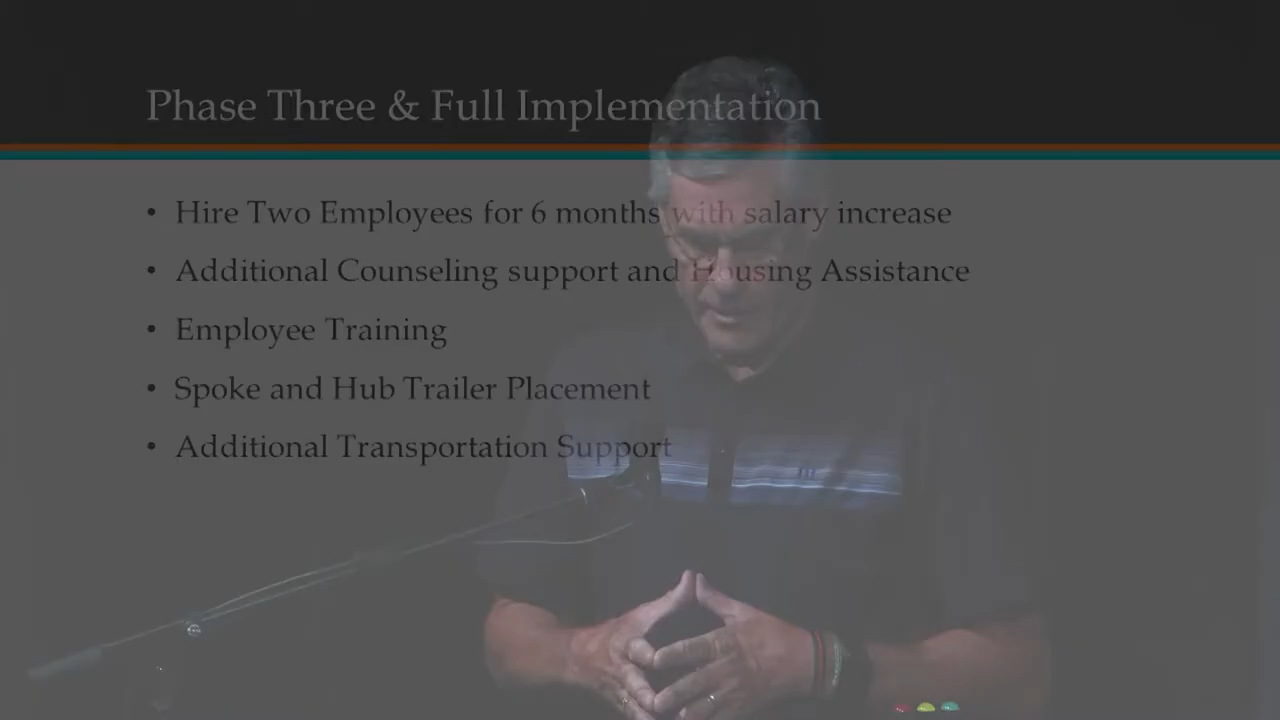 Phase Three & Full Implementation
• Hire Two Employees for 6 months with salary increase
• Additional Counseling support and Housing Assistance
• Employee Training
• Spoke and Hub Trailer Placement
• Additional Transportation Support